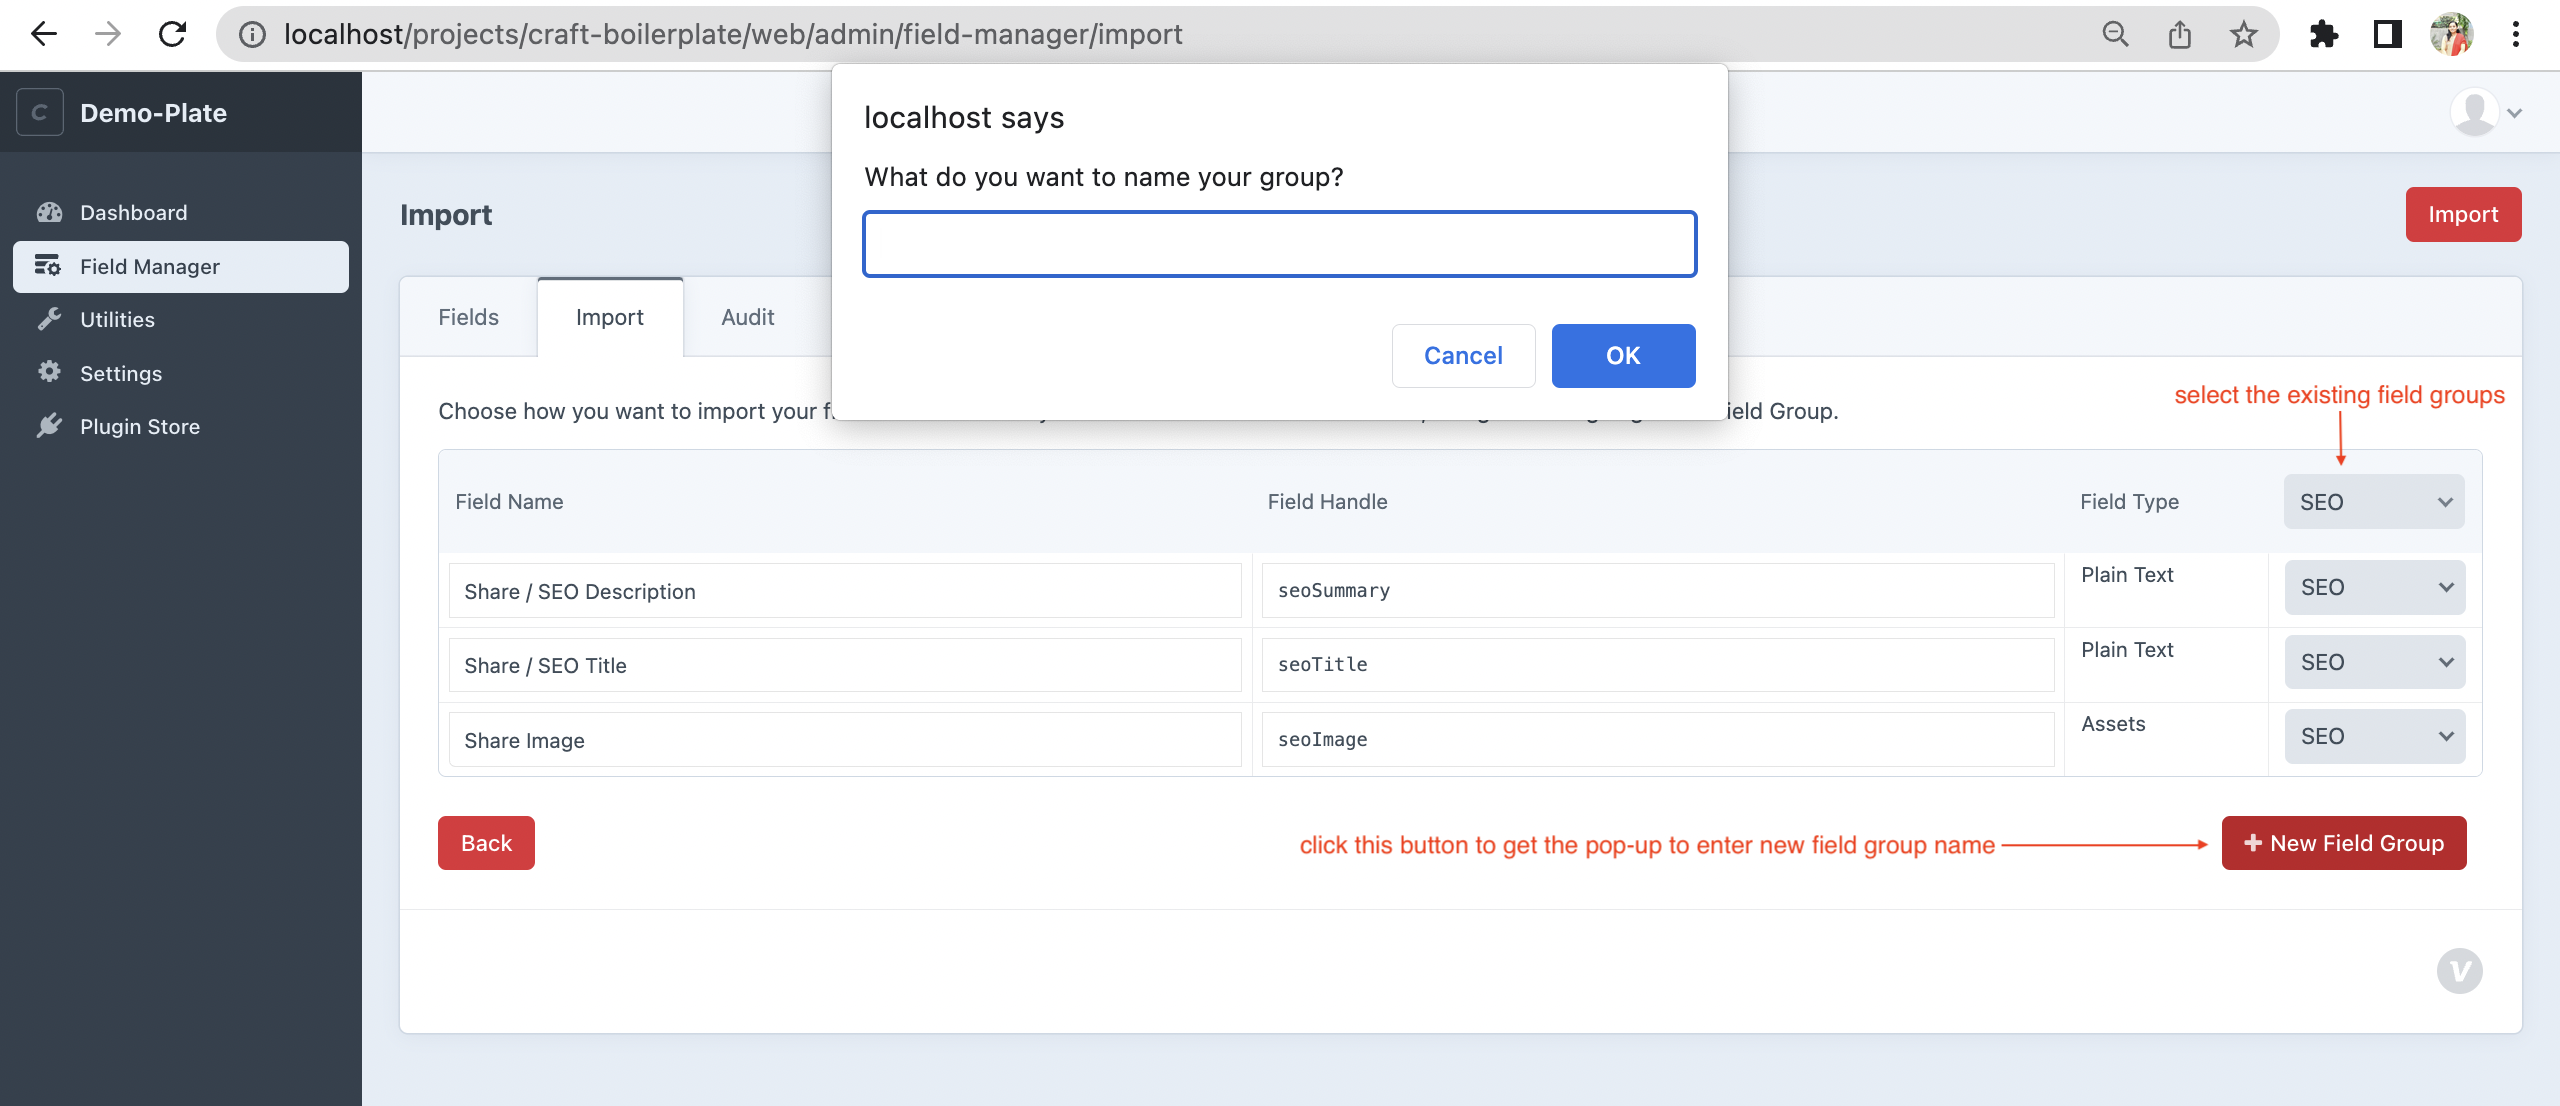 localhost/projects/craft-boilerplate/web/admin/field-manager/import
C Demo-Plate
Dashboard
Field Manager
Utilities
Settings
Plugin Store
localhost says
What do you want to name your group?
Cancel OK
Import Import
Fields Import Audit
Choose how you want to import your ield Group.
select the existing field groups
Field Name Field Handle Field Type SEO
Share / SEO Description seoSummary Plain Text SEO
Share / SEO Title seoTitle Plain Text SEO
Share Image seoImage Assets SEO
Back click this button to get the pop-up to enter new field group name + New Field Group
V